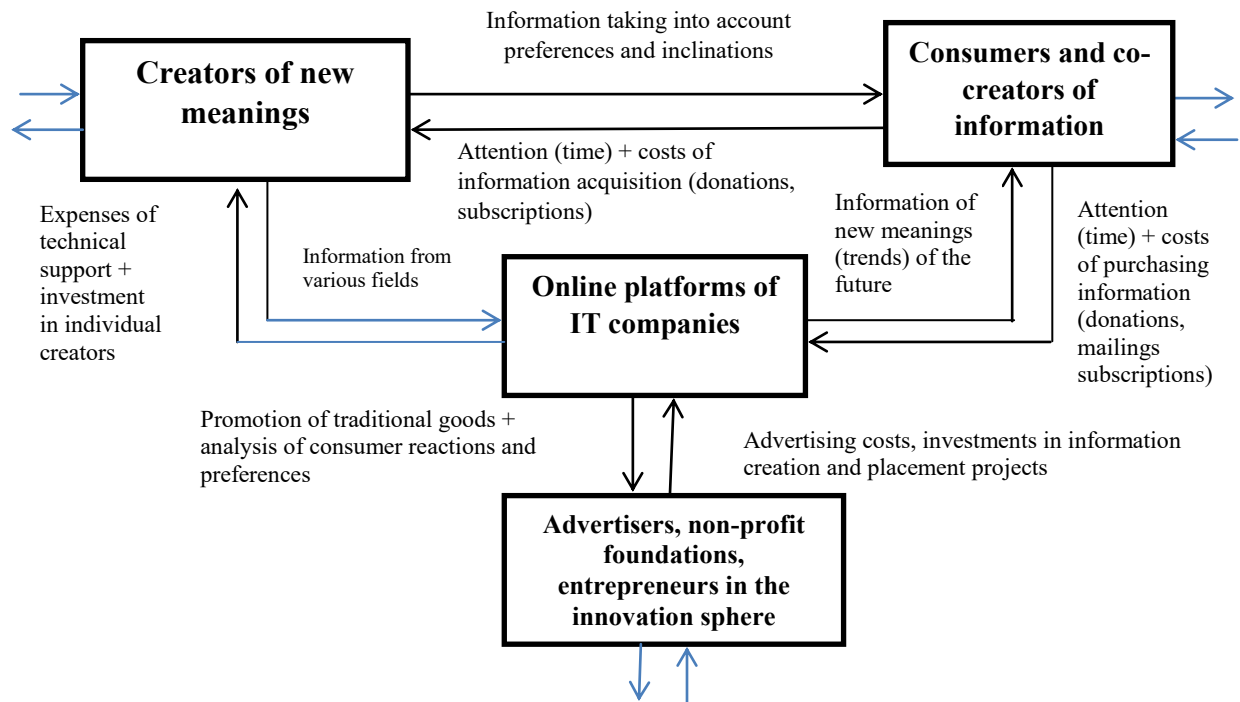 Information taking into account
preferences and inclinations
Creators of new
meanings
Consumers and co-
creators of
information
Attention (time) + costs of
information acquisition (donations,
subscriptions)
Expenses of
technical
support +
investment
in individual
creators
Information from
various fields
Information of
new meanings
(trends) of the
future
Attention
(time) + costs
of purchasing
information
(donations,
mailings
subscriptions)
Online platforms of
IT companies
Promotion of traditional goods +
analysis of consumer reactions and
preferences
Advertising costs, investments in information
creation and placement projects
Advertisers, non-profit
foundations,
entrepreneurs in the
innovation sphere